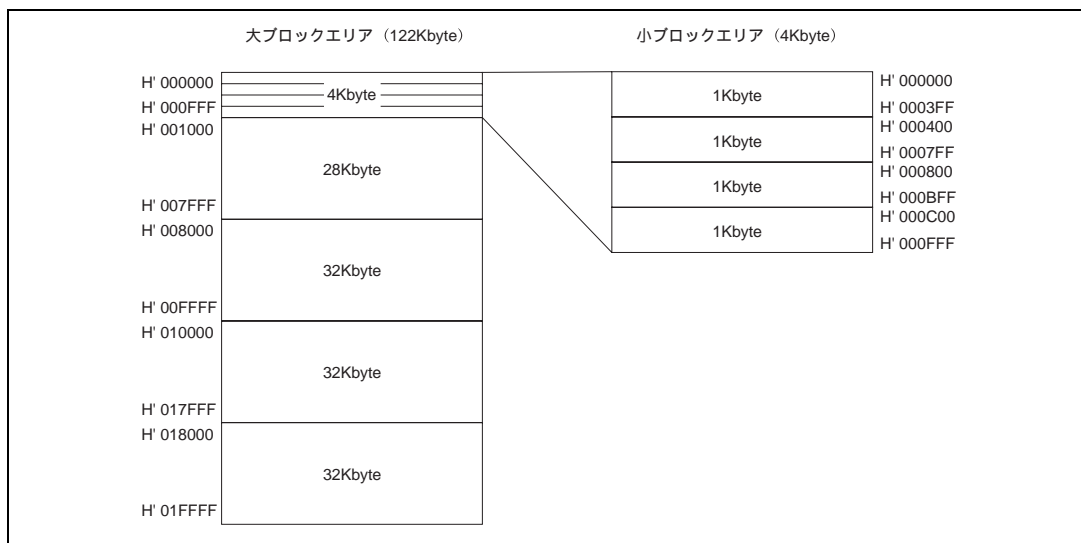 大ブロックエリア（122Kbyte）
H' 000000
4Kbyte
H' 000FFF
H' 001000
28Kbyte
H' 007FFF
H' 008000
32Kbyte
H' 00FFFF
H' 010000
32Kbyte
H' 017FFF
H' 018000
32Kbyte
H' 01FFFF
小ブロックエリア（4Kbyte）
H' 000000
1Kbyte
H' 0003FF
H' 000400
1Kbyte
H' 0007FF
H' 000800
1Kbyte
H' 000BFF
H' 000C00
1Kbyte
H' 000FFF